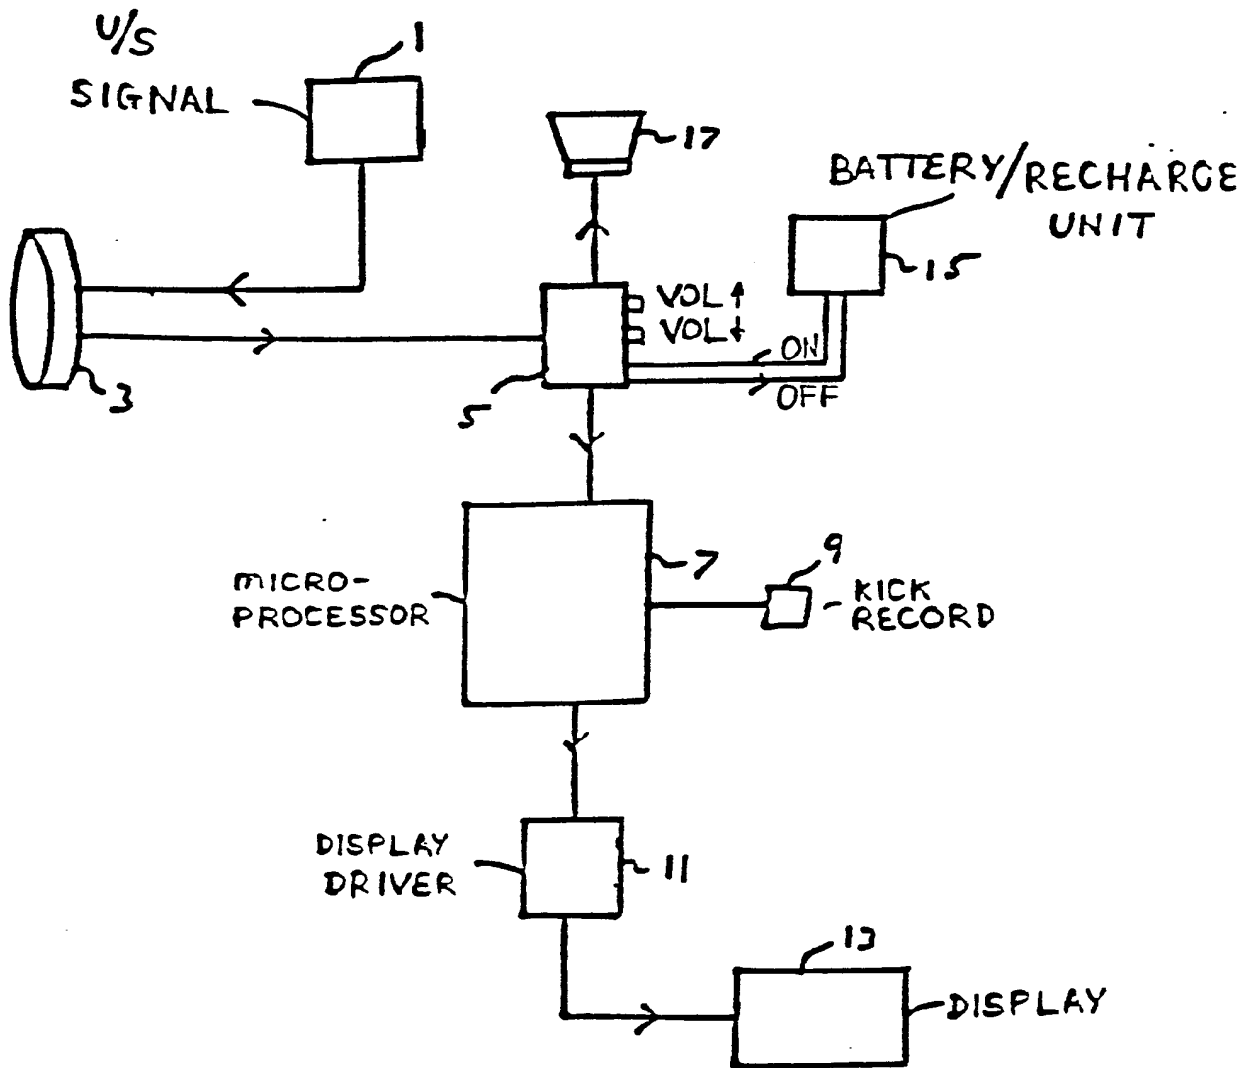 U/S
SIGNAL
1
17
BATTERY/RECHARGE
UNIT
15
VOL ↑
VOL ↓
ON
OFF
3
5
MICRO-
PROCESSOR
7
9
KICK
RECORD
DISPLAY
DRIVER
11
13
DISPLAY